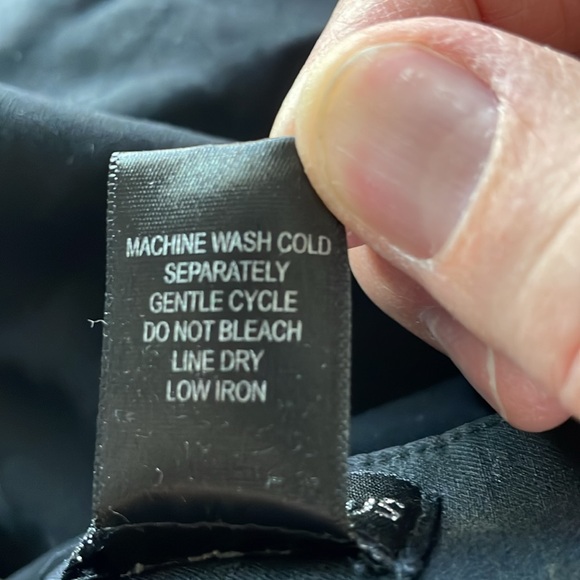 MACHINE WASH COLD
SEPARATELY
GENTLE CYCLE
DO NOT BLEACH
LINE DRY
LOW IRON